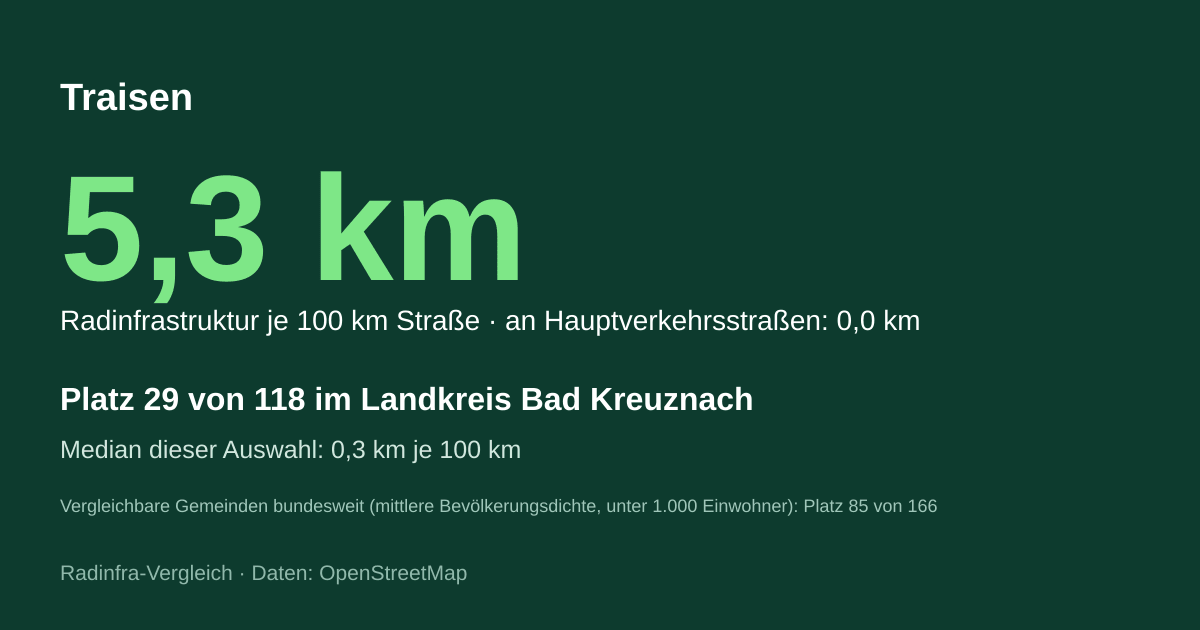 Traisen
5,3 km
Radinfrastruktur je 100 km Straße · an Hauptverkehrsstraßen: 0,0 km
Platz 29 von 118 im Landkreis Bad Kreuznach
Median dieser Auswahl: 0,3 km je 100 km
Vergleichbare Gemeinden bundesweit (mittlere Bevölkerungsdichte, unter 1.000 Einwohner): Platz 85 von 166
Radinfra-Vergleich · Daten: OpenStreetMap